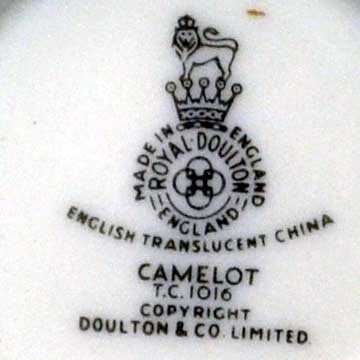 MADE IN ENGLAND
ROYAL·DOULTON
ENGLAND
ENGLISH TRANSLUCENT CHINA
CAMELOT
T.C. 1016
COPYRIGHT
DOULTON & CO. LIMITED.